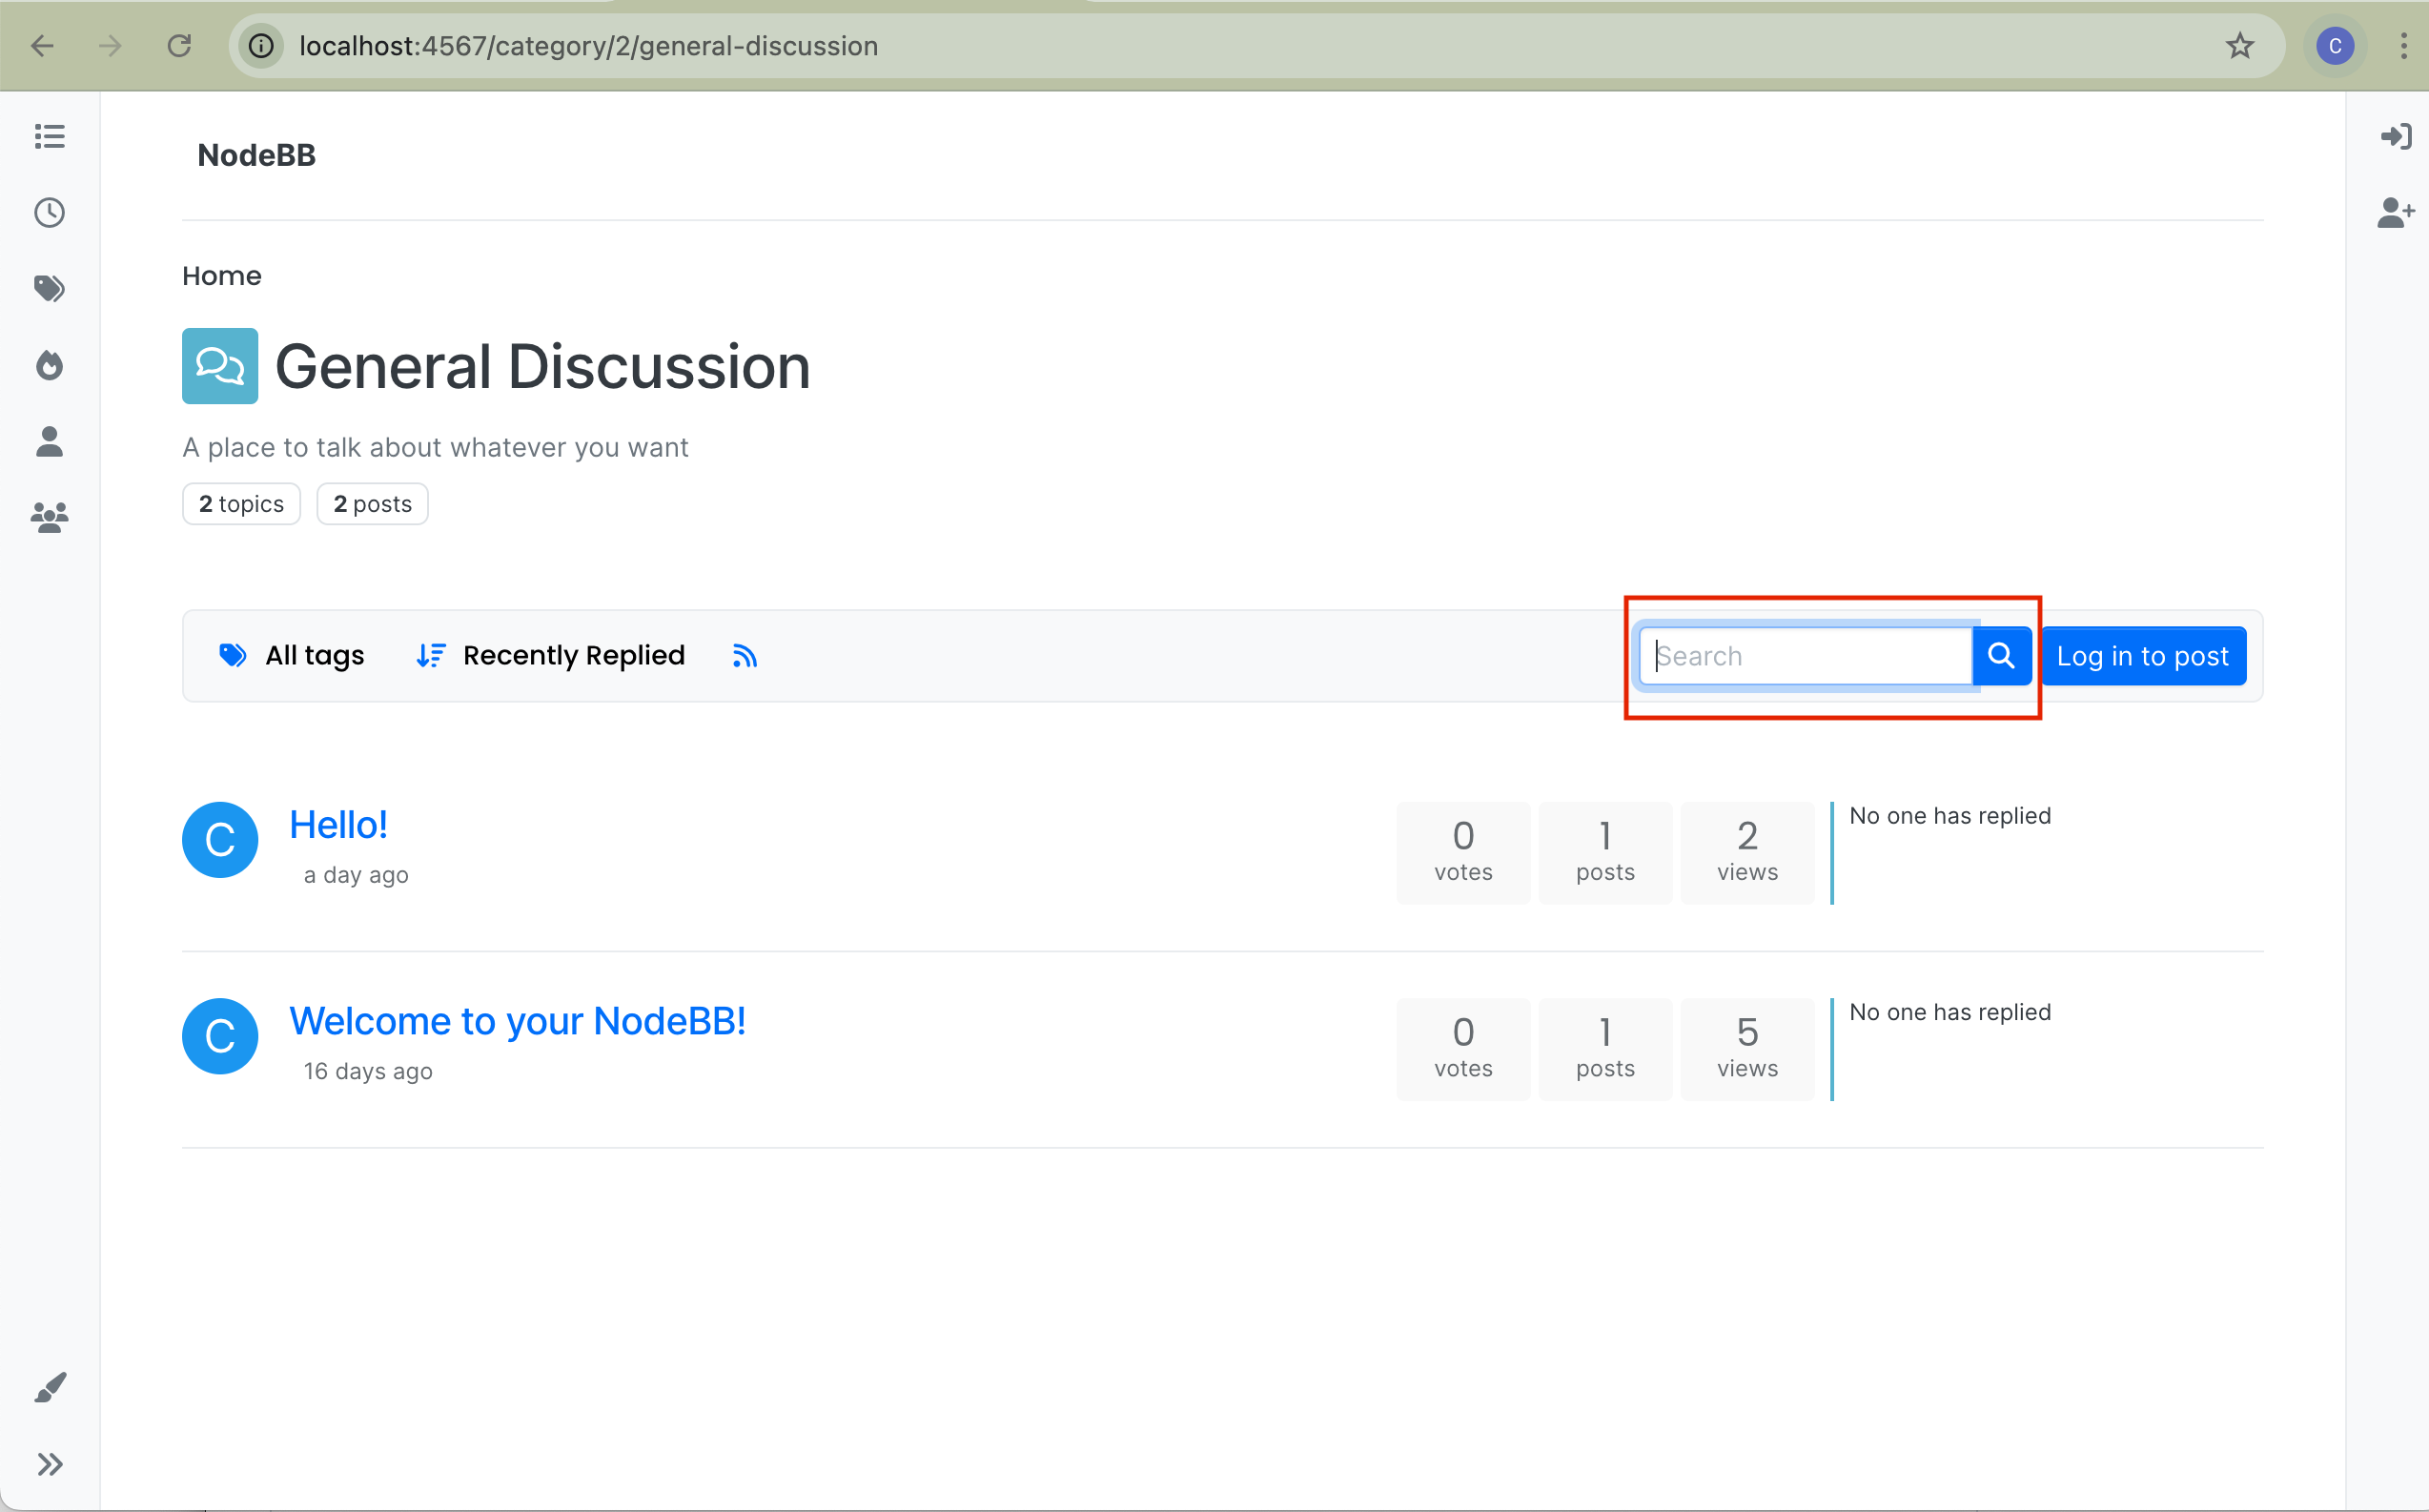 localhost:4567/category/2/general-discussion
C
NodeBB
Home
General Discussion
A place to talk about whatever you want
2 topics 2 posts
All tags Recently Replied Search Log in to post
C Hello!
a day ago
0 votes
1 posts
2 views
No one has replied
C Welcome to your NodeBB!
16 days ago
0 votes
1 posts
5 views
No one has replied